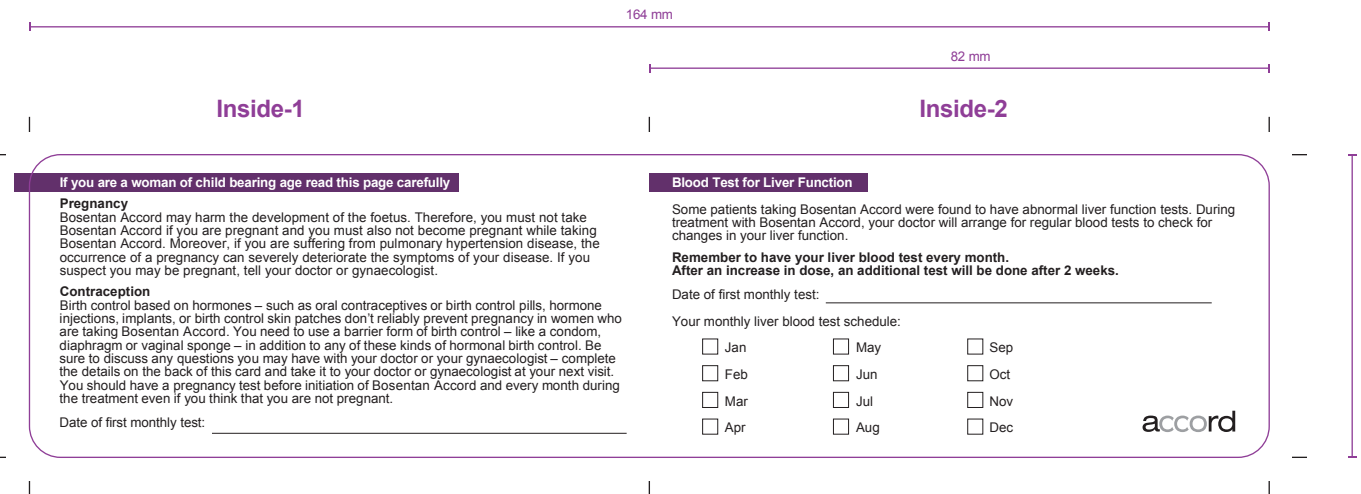 164 mm
82 mm
Inside-1
Inside-2
If you are a woman of child bearing age read this page carefully
Pregnancy
Bosentan Accord may harm the development of the foetus. Therefore, you must not take
Bosentan Accord if you are pregnant and you must also not become pregnant while taking
Bosentan Accord. Moreover, if you are suffering from pulmonary hypertension disease, the
occurrence of a pregnancy can severely deteriorate the symptoms of your disease. If you
suspect you may be pregnant, tell your doctor or gynaecologist.
Contraception
Birth control based on hormones – such as oral contraceptives or birth control pills, hormone
injections, implants, or birth control skin patches don't reliably prevent pregnancy in women who
are taking Bosentan Accord. You need to use a barrier form of birth control – like a condom,
diaphragm or vaginal sponge – in addition to any of these kinds of hormonal birth control. Be
sure to discuss any questions you may have with your doctor or your gynaecologist – complete
the details on the back of this card and take it to your doctor or gynaecologist at your next visit.
You should have a pregnancy test before initiation of Bosentan Accord and every month during
the treatment even if you think that you are not pregnant.
Date of first monthly test:
Blood Test for Liver Function
Some patients taking Bosentan Accord were found to have abnormal liver function tests. During
treatment with Bosentan Accord, your doctor will arrange for regular blood tests to check for
changes in your liver function.
Remember to have your liver blood test every month.
After an increase in dose, an additional test will be done after 2 weeks.
Date of first monthly test:
Your monthly liver blood test schedule:
Jan May Sep
Feb Jun Oct
Mar Jul Nov
Apr Aug Dec
accord